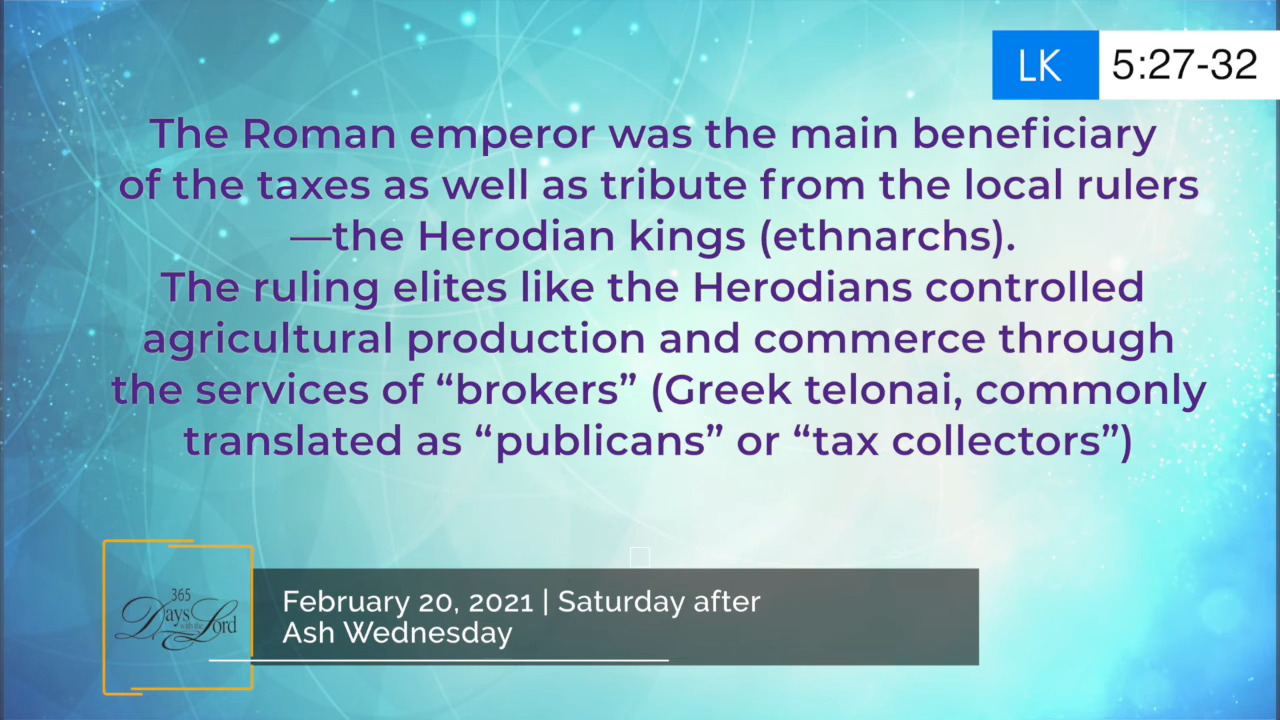 LK 5:27-32
The Roman emperor was the main beneficiary
of the taxes as well as tribute from the local rulers
—the Herodian kings (ethnarchs).
The ruling elites like the Herodians controlled
agricultural production and commerce through
the services of “brokers” (Greek telonai, commonly
translated as “publicans” or “tax collectors”)
365
Days with the Lord
February 20, 2021 | Saturday after
Ash Wednesday